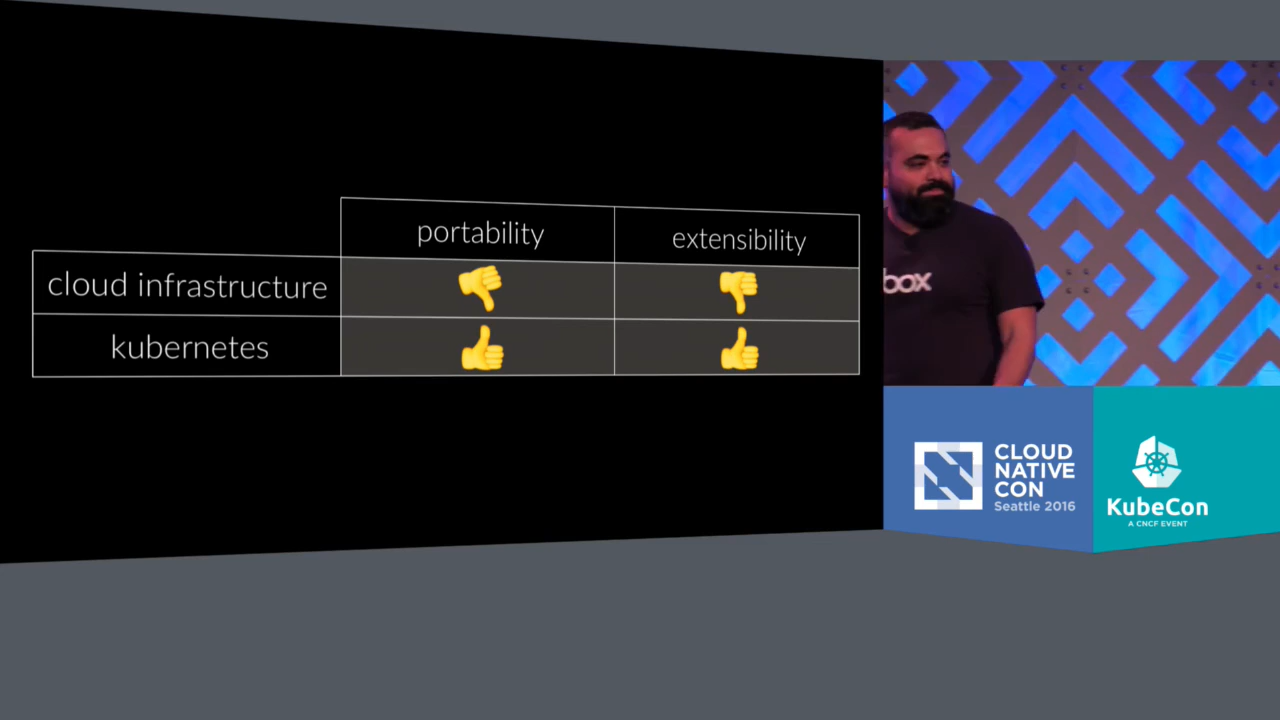 portability
extensibility
cloud infrastructure
kubernetes
box
CLOUD
NATIVE
CON
Seattle 2016
KubeCon
A CNCF EVENT